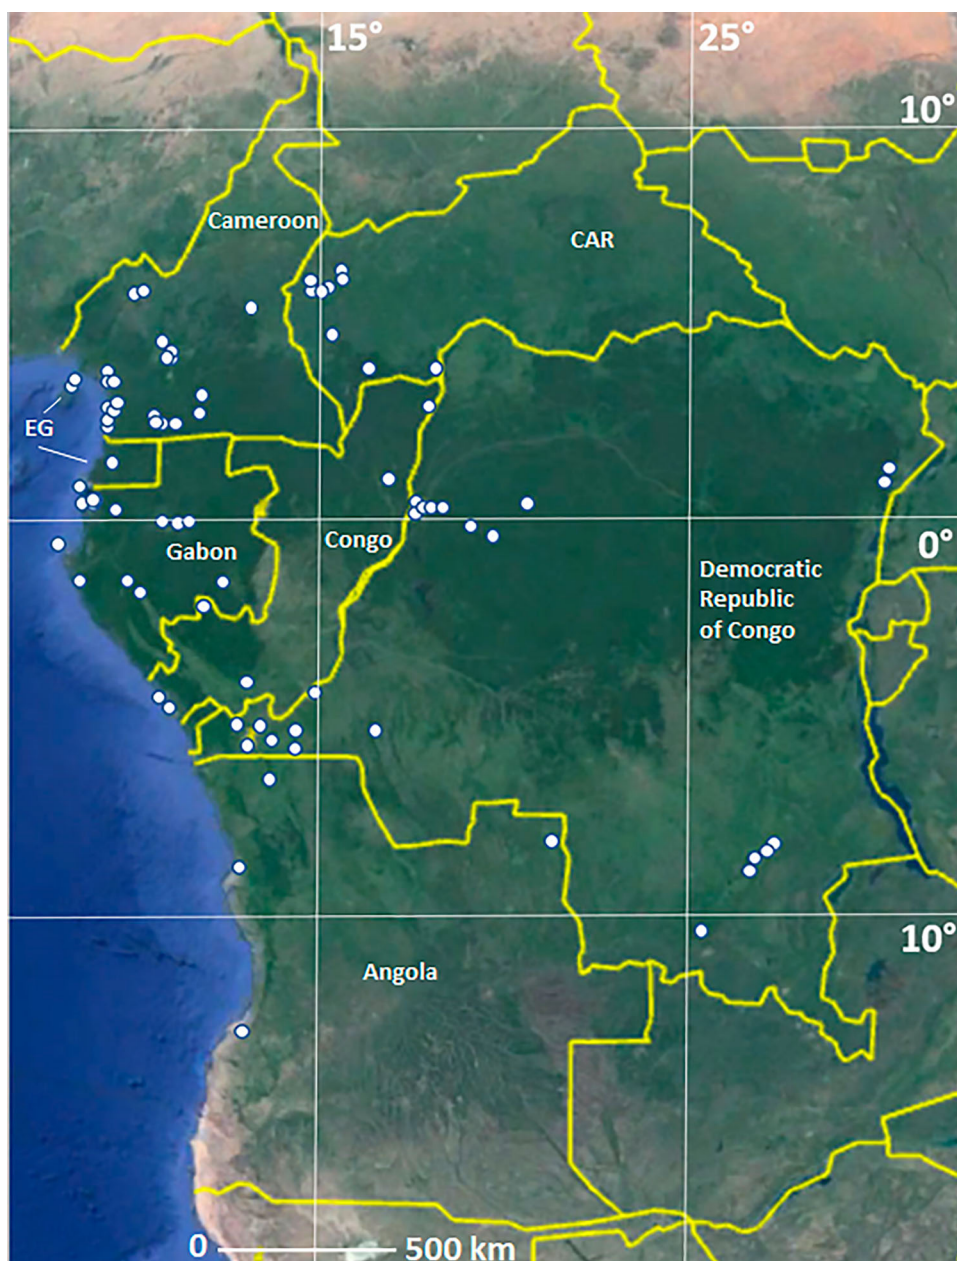 15°
25°
10°
Cameroon
CAR
EG
Congo
0°
Gabon
Democratic
Republic
of Congo
10°
Angola
0
500 km